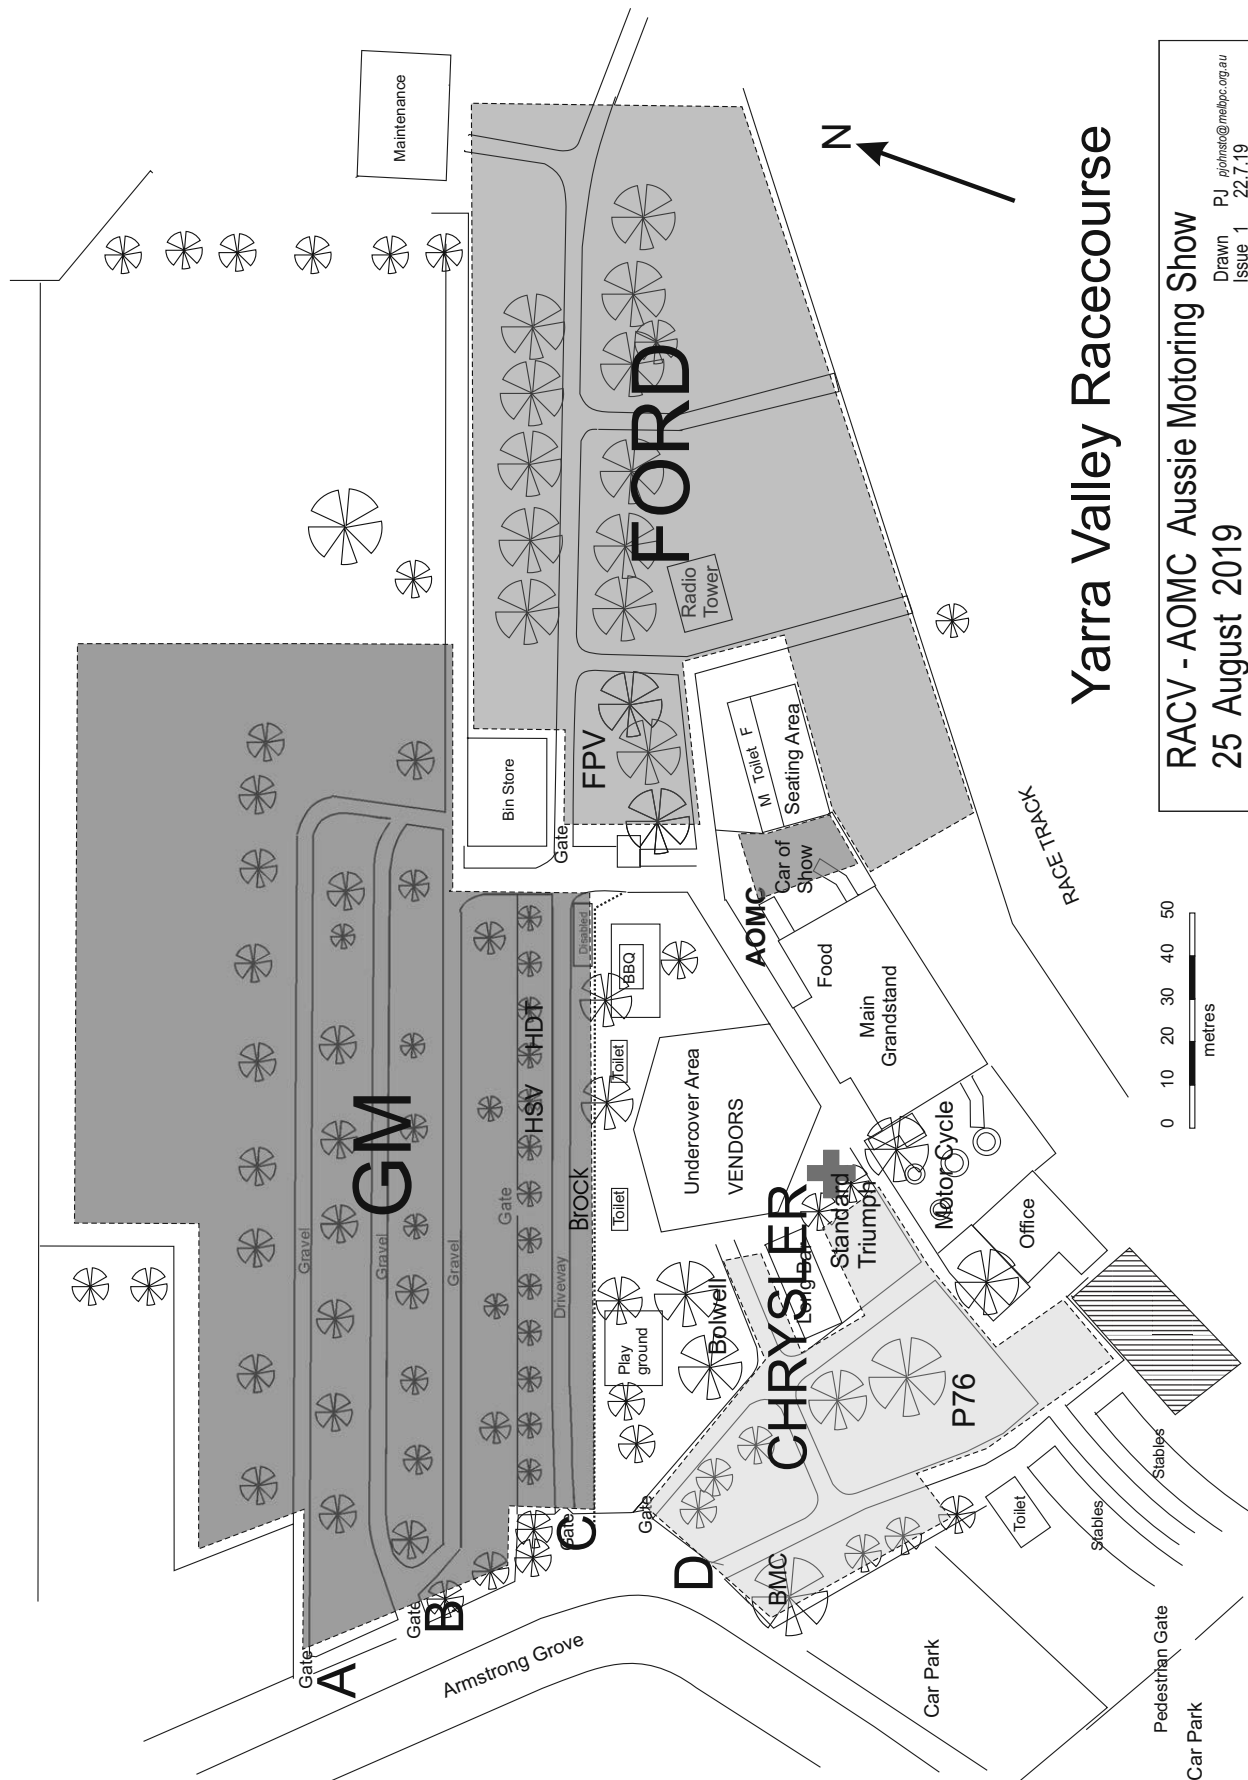 Maintenance
N
FORD
Radio
Tower
FPV
Bin Store
Gate
M Toilet F
Seating Area
Car of
Show
AOMC
Food
Main
Grandstand
RACE TRACK
GM
HSV HDT
Brock
Disabled
BBQ
Toilet
Toilet
Gravel
Gravel
Gravel
Gate
Driveway
Undercover Area
VENDORS
Play
ground
Bolwell
CHRYSLER
Long Bar
Standard
Triumph
Motor Cycle
Office
P76
BMC
Gate
A
Gate
B
Gate
C
Gate
D
Armstrong Grove
Car Park
Toilet
Stables
Stables
Pedestrian Gate
Car Park
0 10 20 30 40 50
metres
Yarra Valley Racecourse
RACV - AOMC Aussie Motoring Show
25 August 2019
Drawn PJ pjohnsto@melbpc.org.au
Issue 1 22.7.19